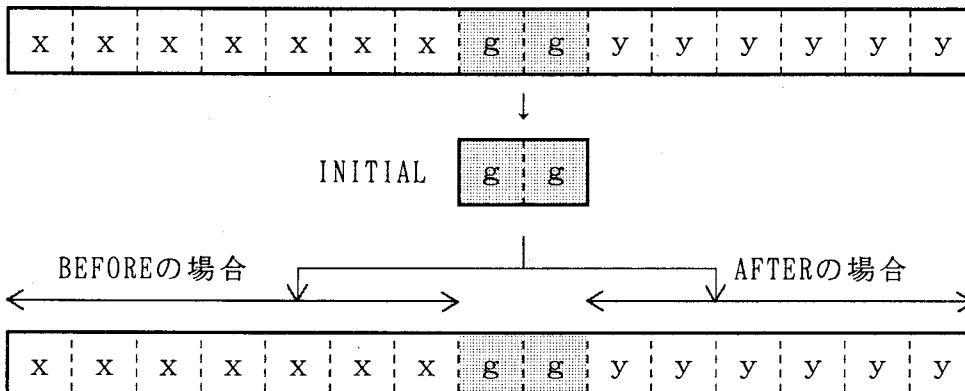 x x x x x x x g g y y y y y y
↓
INITIAL g g
BEFOREの場合 AFTERの場合
x x x x x x x g g y y y y y y